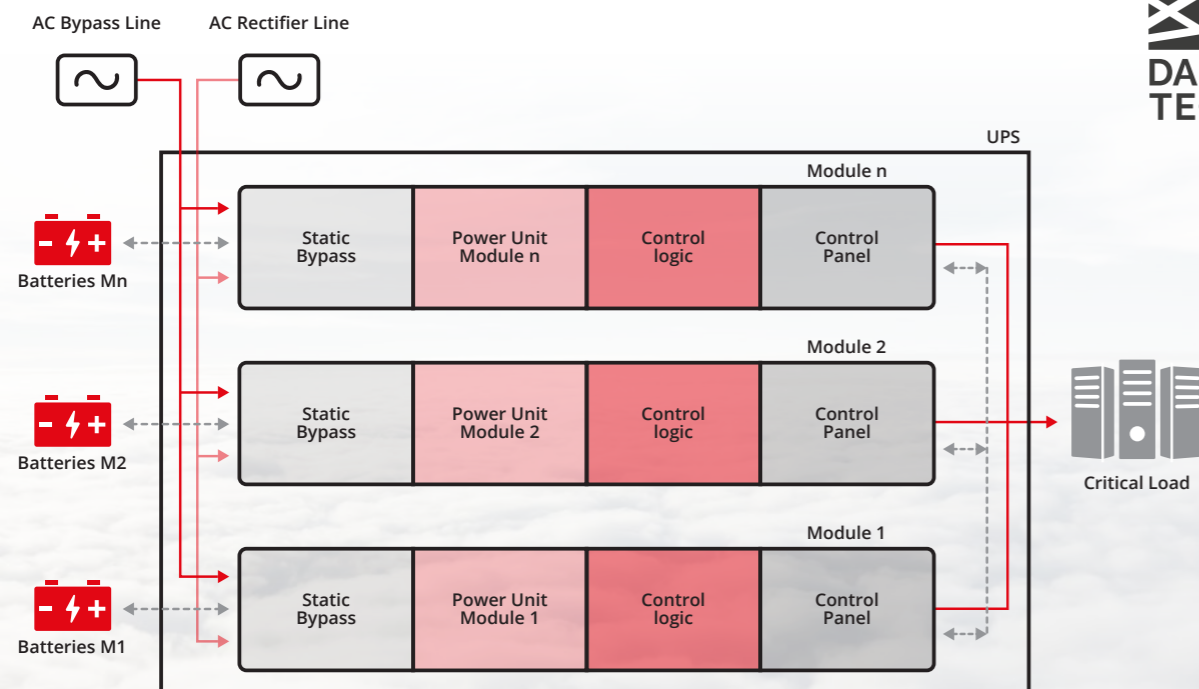 AC Bypass Line
AC Rectifier Line
DA
TE
UPS
Module n
Static
Bypass
Power Unit
Module n
Control
logic
Control
Panel
Batteries Mn
Module 2
Static
Bypass
Power Unit
Module 2
Control
logic
Control
Panel
Batteries M2
Critical Load
Module 1
Static
Bypass
Power Unit
Module 1
Control
logic
Control
Panel
Batteries M1